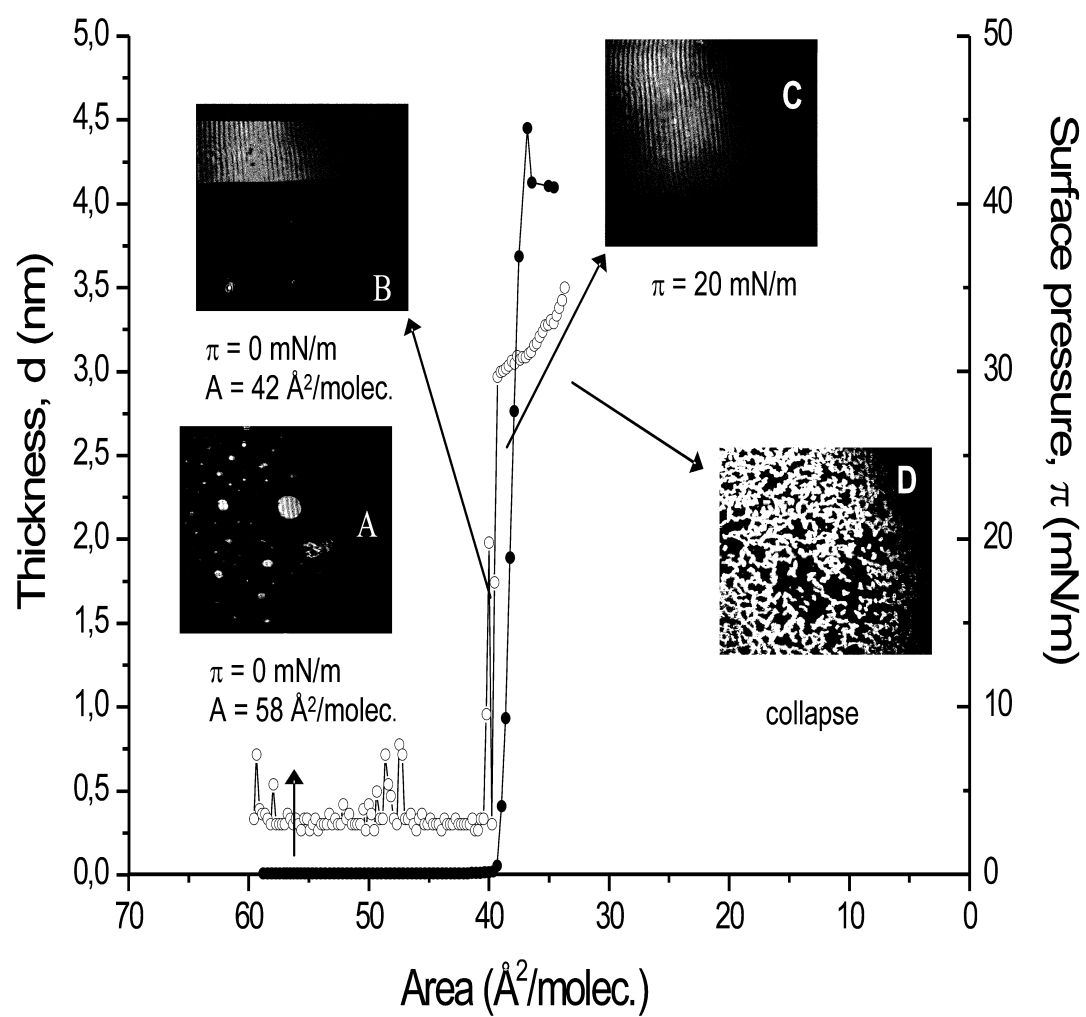 5,0
4,5
4,0
3,5
3,0
2,5
2,0
1,5
1,0
0,5
0,0
Thickness, d (nm)
50
40
30
20
10
0
Surface pressure, π (mN/m)
70 60 50 40 30 20 10 0
Area (Å²/molec.)
B
π = 0 mN/m
A = 42 Å²/molec.
A
π = 0 mN/m
A = 58 Å²/molec.
C
π = 20 mN/m
D
collapse